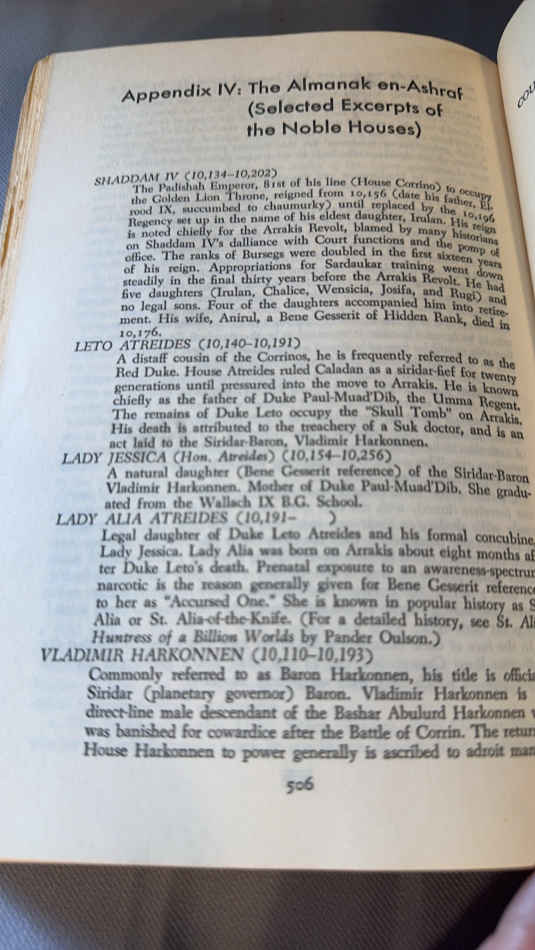 Appendix IV: The Almanak en-Ashraf
(Selected Excerpts of
the Noble Houses)
SHADDAM IV (10,134–10,202)
The Padishah Emperor, 81st of his line (House Corrino) to occupy
the Golden Lion Throne, reigned from 10,156 (date his father, El-
rood IX, succumbed to chaumurky) until replaced by the 10,196
Regency set up in the name of his eldest daughter, Irulan. His reign
is noted chiefly for the Arrakis Revolt, blamed by many historians
on Shaddam IV's dalliance with Court functions and the pomp of
office. The ranks of Bursegs were doubled in the first sixteen years
of his reign. Appropriations for Sardaukar training went down
steadily in the final thirty years before the Arrakis Revolt. He had
five daughters (Irulan, Chalice, Wensicia, Josifa, and Rugi) and
no legal sons. Four of the daughters accompanied him into retire-
ment. His wife, Anirul, a Bene Gesserit of Hidden Rank, died in
10,176.
LETO ATREIDES (10,140–10,191)
A distaff cousin of the Corrinos, he is frequently referred to as the
Red Duke. House Atreides ruled Caladan as a siridar-fief for twenty
generations until pressured into the move to Arrakis. He is known
chiefly as the father of Duke Paul-Muad'Dib, the Umma Regent.
The remains of Duke Leto occupy the "Skull Tomb" on Arrakis.
His death is attributed to the treachery of a Suk doctor, and is an
act laid to the Siridar-Baron, Vladimir Harkonnen.
LADY JESSICA (Hon. Atreides) (10,154–10,256)
A natural daughter (Bene Gesserit reference) of the Siridar-Baron
Vladimir Harkonnen. Mother of Duke Paul-Muad'Dib. She gradu-
ated from the Wallach IX B.G. School.
LADY ALIA ATREIDES (10,191– )
Legal daughter of Duke Leto Atreides and his formal concubine,
Lady Jessica. Lady Alia was born on Arrakis about eight months af
ter Duke Leto's death. Prenatal exposure to an awareness-spectrum
narcotic is the reason generally given for Bene Gesserit reference
to her as "Accursed One." She is known in popular history as S
Alia or St. Alia-of-the-Knife. (For a detailed history, see St. Al
Huntress of a Billion Worlds by Pander Oulson.)
VLADIMIR HARKONNEN (10,110–10,193)
Commonly referred to as Baron Harkonnen, his title is offici
Siridar (planetary governor) Baron. Vladimir Harkonnen is
direct-line male descendant of the Bashar Abulurd Harkonnen w
was banished for cowardice after the Battle of Corrin. The return
House Harkonnen to power generally is ascribed to adroit man
506
COU